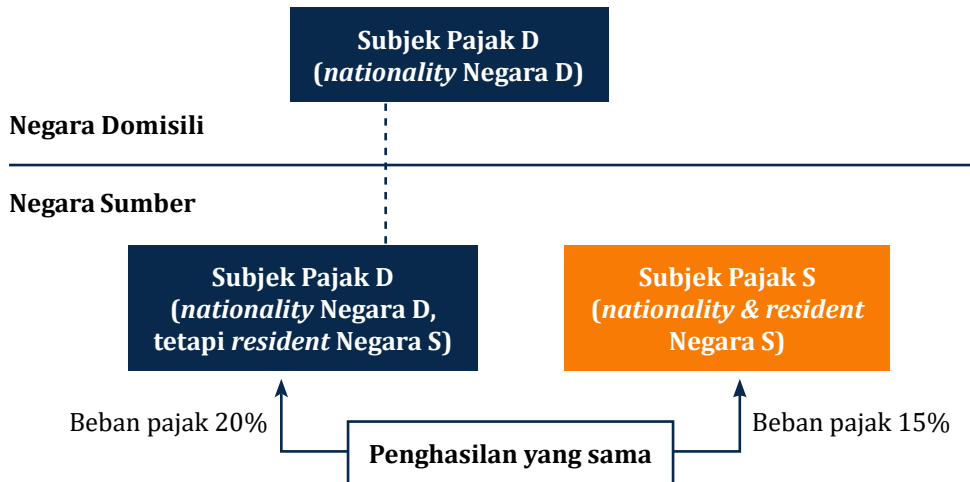 Subjek Pajak D
(nationality Negara D)
Negara Domisili
Negara Sumber
Subjek Pajak D
(nationality Negara D,
tetapi resident Negara S)
Subjek Pajak S
(nationality & resident
Negara S)
Beban pajak 20%
Beban pajak 15%
Penghasilan yang sama